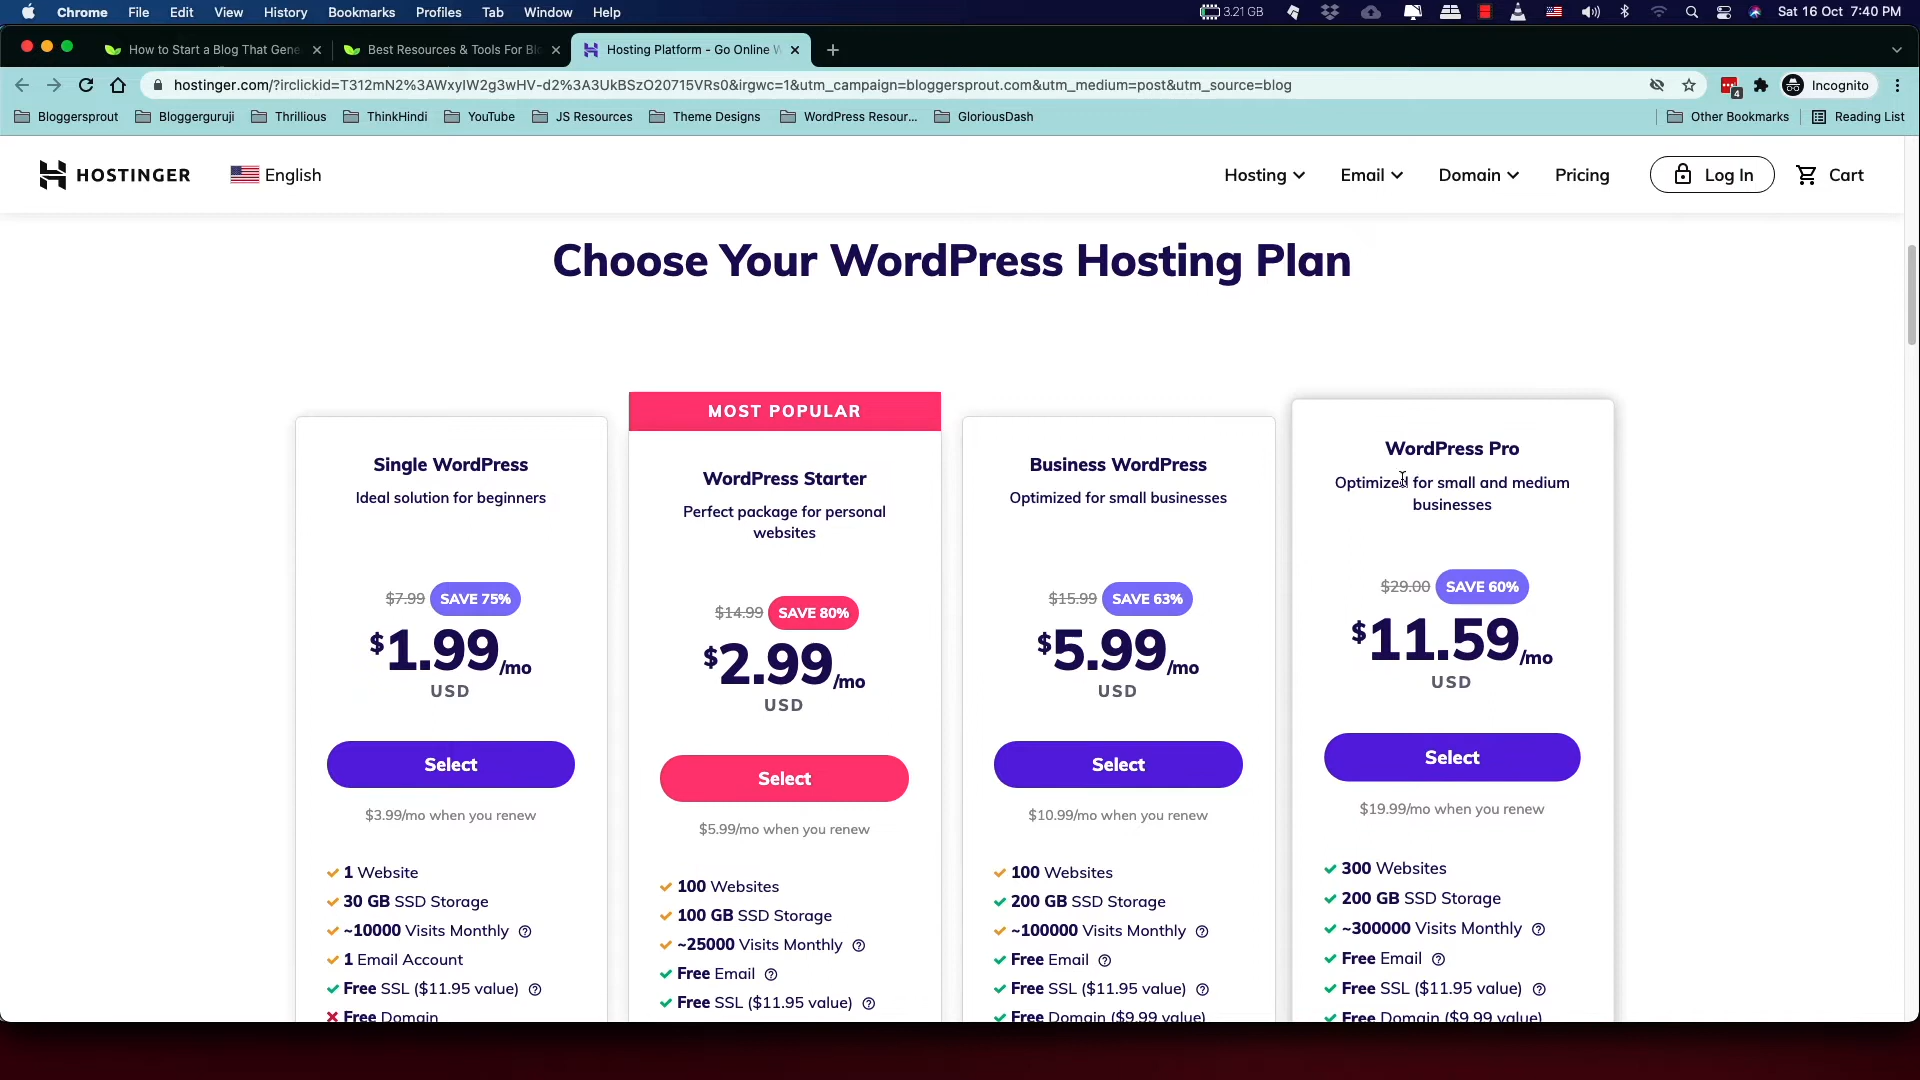 Chrome File Edit View History Bookmarks Profiles Tab Window Help 3.21 GB Sat 16 Oct 7:40 PM
How to Start a Blog That Gene Best Resources & Tools For Blo Hosting Platform - Go Online W
hostinger.com/?irclickid=T312mN2%3AWxyIW2g3wHV-d2%3A3UkBSzO20715VRs0&irgwc=1&utm_campaign=bloggersprout.com&utm_medium=post&utm_source=blog 4 Incognito
Bloggersprout Bloggerguruji Thrillious ThinkHindi YouTube JS Resources Theme Designs WordPress Resour... GloriousDash Other Bookmarks Reading List
HOSTINGER English Hosting Email Domain Pricing Log In Cart
Choose Your WordPress Hosting Plan
Single WordPress
Ideal solution for beginners
$7.99 SAVE 75%
$1.99/mo
USD
Select
$3.99/mo when you renew
1 Website
30 GB SSD Storage
~10000 Visits Monthly
1 Email Account
Free SSL ($11.95 value)
Free Domain
MOST POPULAR
WordPress Starter
Perfect package for personal
websites
$14.99 SAVE 80%
$2.99/mo
USD
Select
$5.99/mo when you renew
100 Websites
100 GB SSD Storage
~25000 Visits Monthly
Free Email
Free SSL ($11.95 value)
Business WordPress
Optimized for small businesses
$15.99 SAVE 63%
$5.99/mo
USD
Select
$10.99/mo when you renew
100 Websites
200 GB SSD Storage
~100000 Visits Monthly
Free Email
Free SSL ($11.95 value)
Free Domain ($9.99 value)
WordPress Pro
Optimized for small and medium
businesses
$29.00 SAVE 60%
$11.59/mo
USD
Select
$19.99/mo when you renew
300 Websites
200 GB SSD Storage
~300000 Visits Monthly
Free Email
Free SSL ($11.95 value)
Free Domain ($9.99 value)